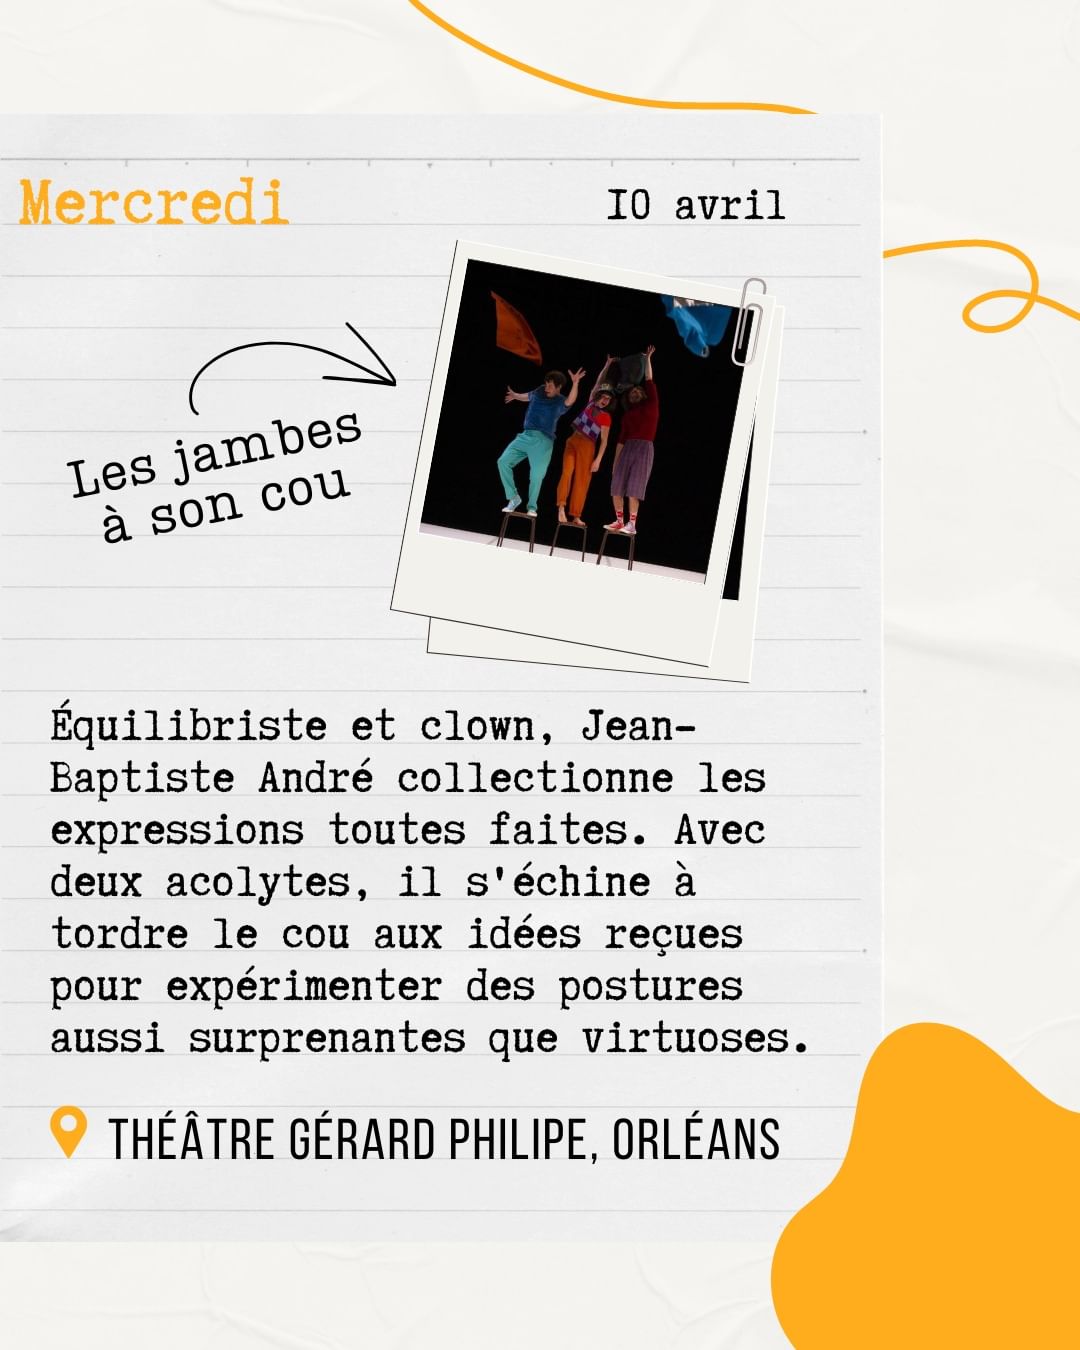 Mercredi
10 avril
Les jambes
à son cou
Équilibriste et clown, Jean-
Baptiste André collectionne les
expressions toutes faites. Avec
deux acolytes, il s'échine à
tordre le cou aux idées reçues
pour expérimenter des postures
aussi surprenantes que virtuoses.
THÉÂTRE GÉRARD PHILIPE, ORLÉANS